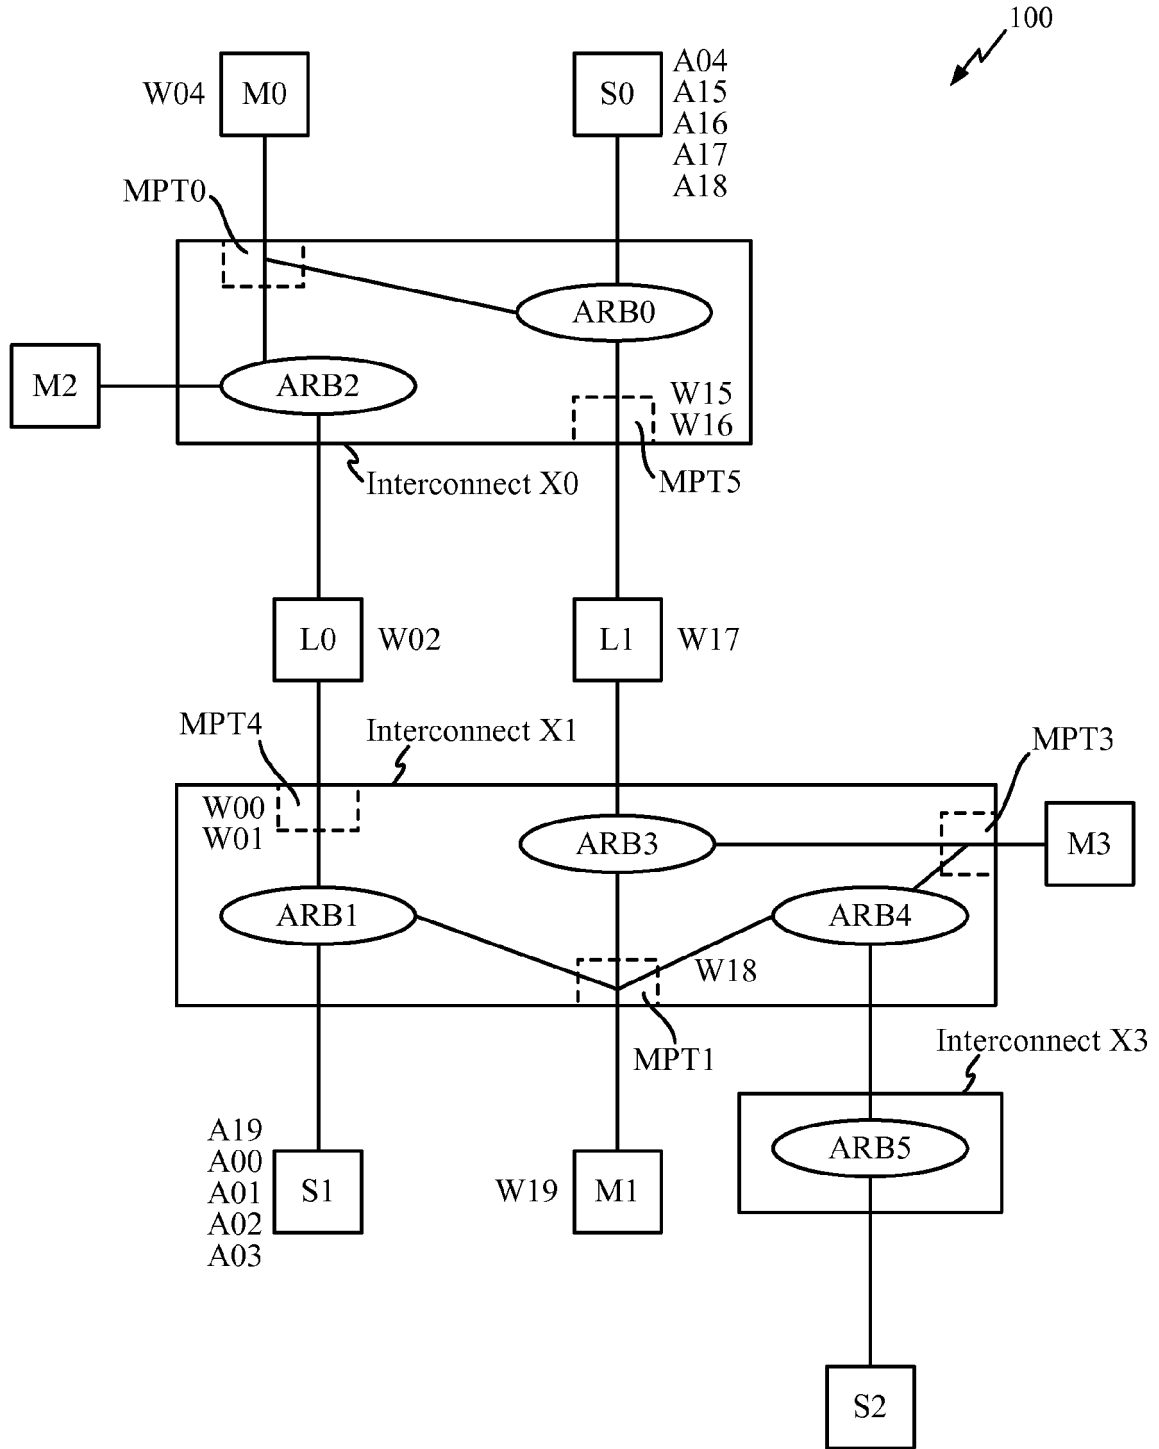 100
W04
M0
S0
A04
A15
A16
A17
A18
MPT0
ARB0
M2
ARB2
W15
W16
Interconnect X0
MPT5
L0
W02
L1
W17
MPT4
Interconnect X1
MPT3
W00
W01
ARB3
M3
ARB1
ARB4
W18
MPT1
Interconnect X3
A19
A00
A01
A02
A03
S1
W19
M1
ARB5
S2